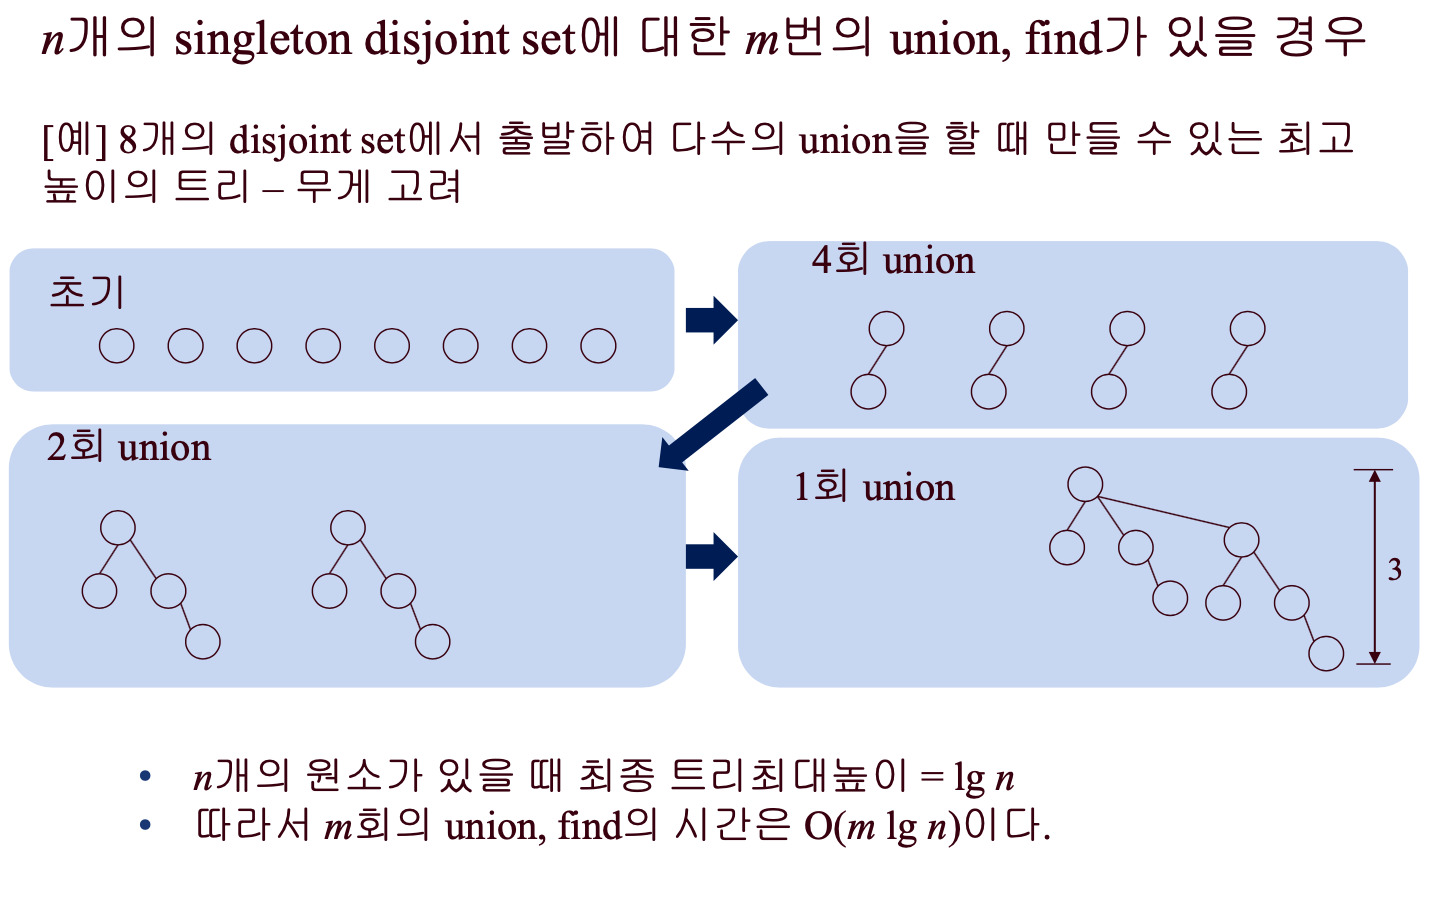 n개의 singleton disjoint set에 대한 m번의 union, find가 있을 경우
[예] 8개의 disjoint set에서 출발하여 다수의 union을 할 때 만들 수 있는 최고
높이의 트리 – 무게 고려
초기
4회 union
2회 union
1회 union
3
• n개의 원소가 있을 때 최종 트리최대높이 = lg n
• 따라서 m회의 union, find의 시간은 O(m lg n)이다.